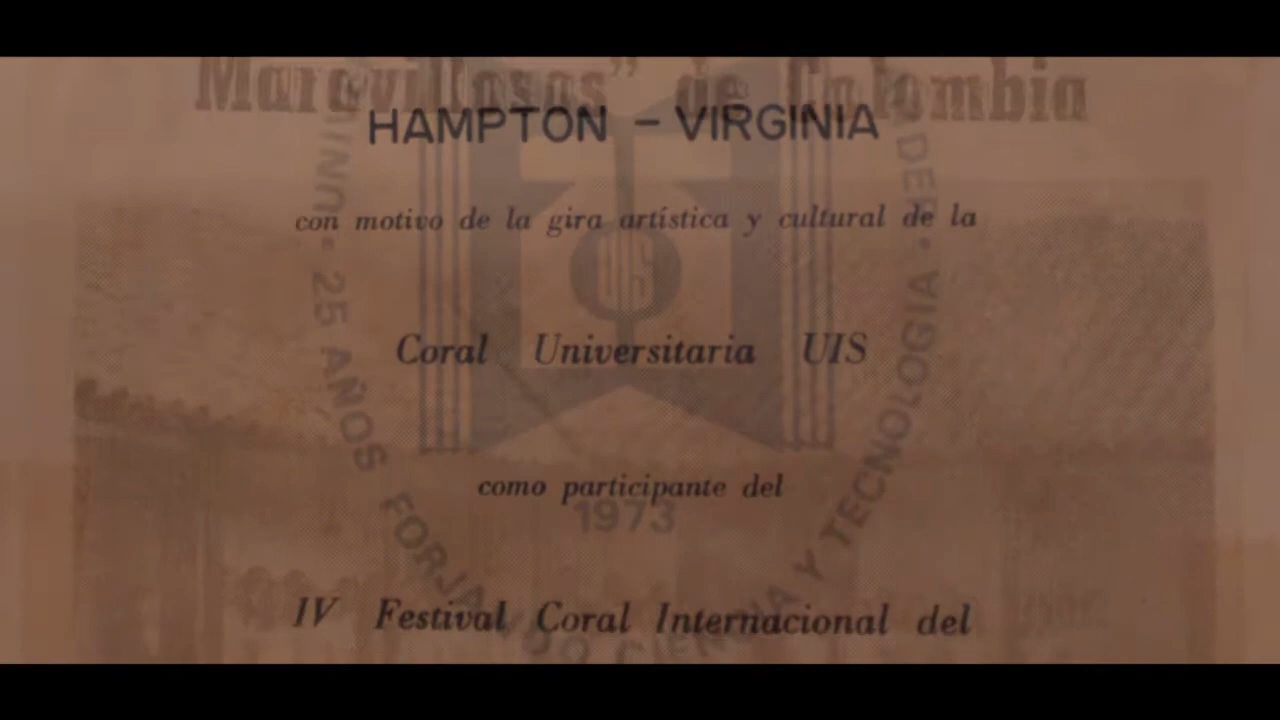 Maravillosos” de Colombia
HAMPTON – VIRGINIA
con motivo de la gira artística y cultural de la
UIS
Coral Universitaria UIS
como participante del
1973
IV Festival Coral Internacional del
25 AÑOS FORJANDO CIENCIA Y TECNOLOGIA